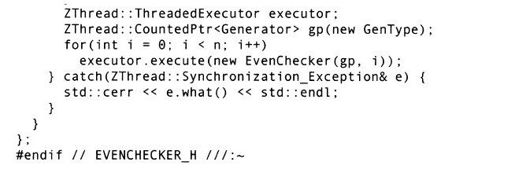 ZThread::ThreadedExecutor executor;
ZThread::CountedPtr<Generator> gp(new GenType);
for(int i = 0; i < n; i++)
executor.execute(new EvenChecker(gp, i));
} catch(ZThread::Synchronization_Exception& e) {
std::cerr << e.what() << std::endl;
}
}
};
#endif // EVENCHECKER_H ///:~